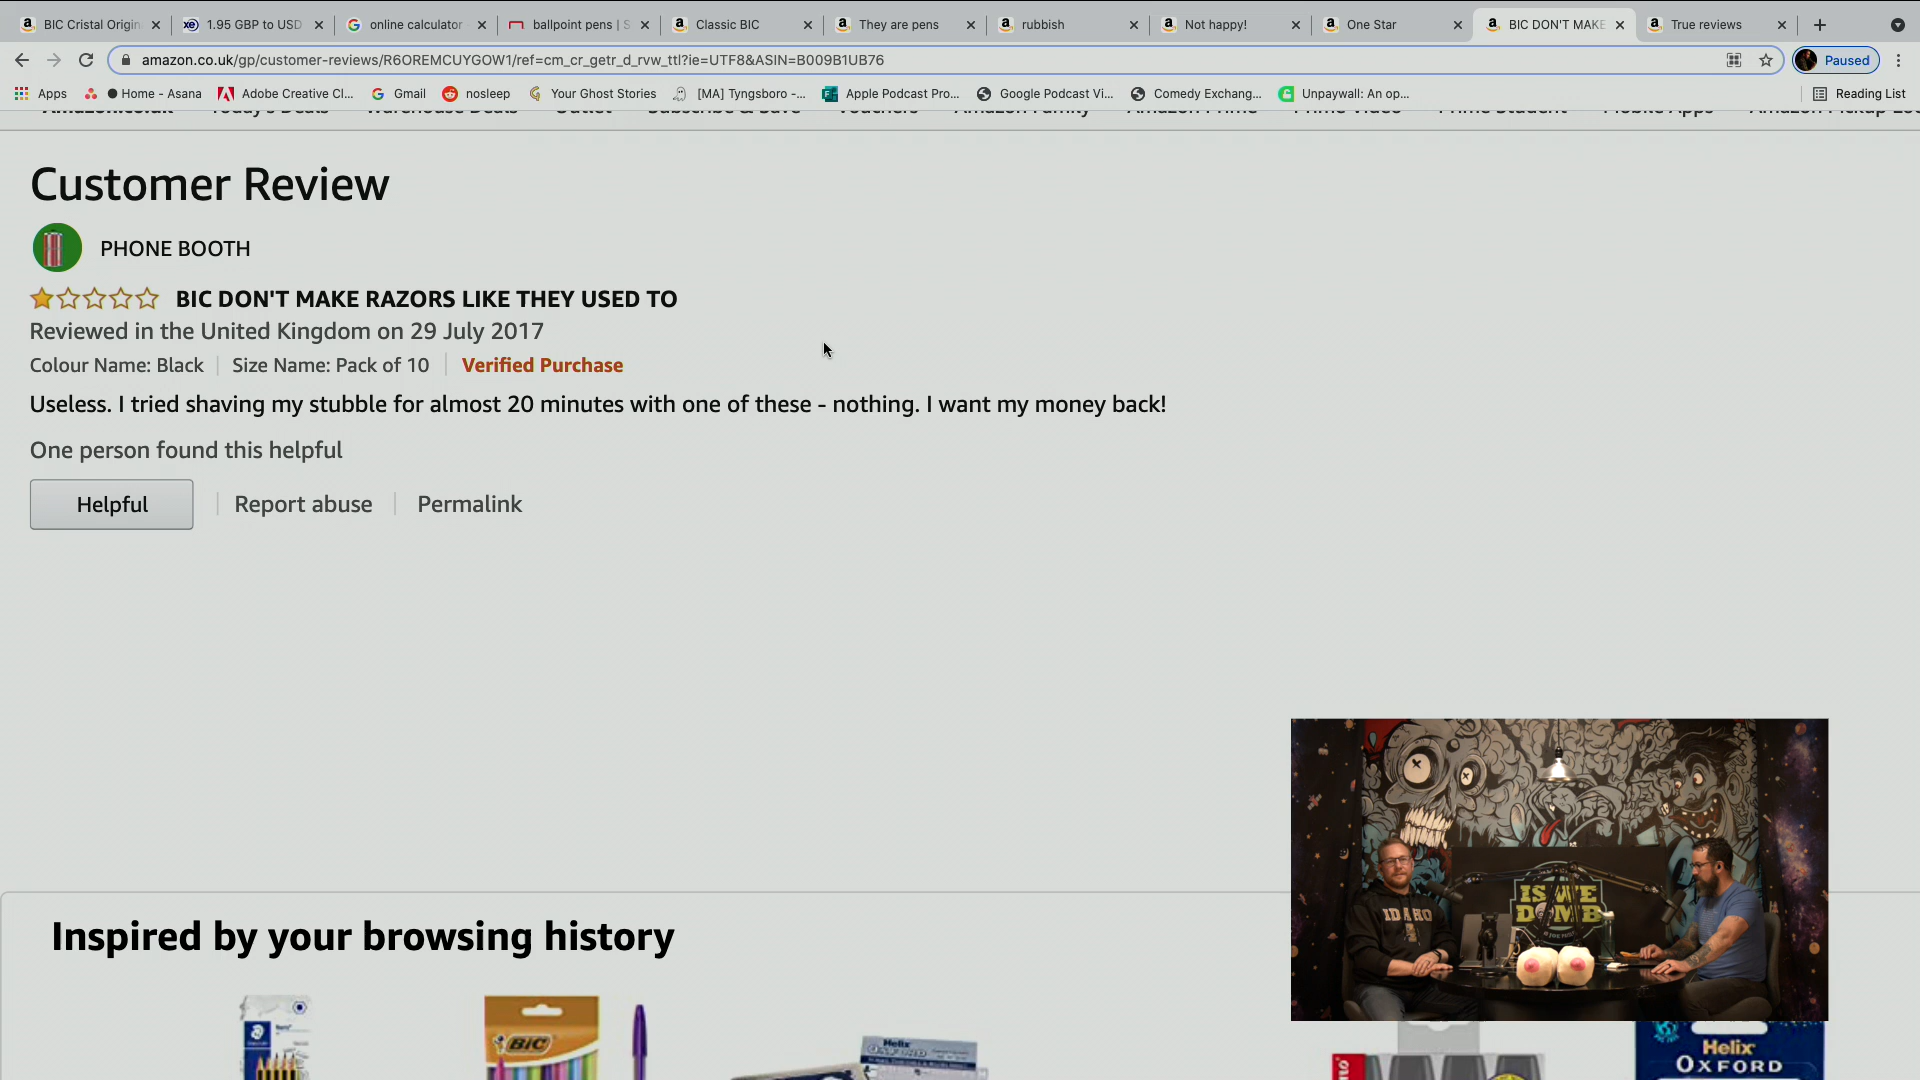 BIC Cristal Origin
1.95 GBP to USD
online calculator
ballpoint pens | S
Classic BIC
They are pens
rubbish
Not happy!
One Star
BIC DON'T MAKE
True reviews
amazon.co.uk/gp/customer-reviews/R6OREMCUYGOW1/ref=cm_cr_getr_d_rvw_ttl?ie=UTF8&ASIN=B009B1UB76
Paused
Apps
Home - Asana
Adobe Creative Cl...
Gmail
nosleep
Your Ghost Stories
[MA] Tyngsboro -...
Apple Podcast Pro...
Google Podcast Vi...
Comedy Exchang...
Unpaywall: An op...
Reading List
Customer Review
PHONE BOOTH
BIC DON'T MAKE RAZORS LIKE THEY USED TO
Reviewed in the United Kingdom on 29 July 2017
Colour Name: Black | Size Name: Pack of 10 | Verified Purchase
Useless. I tried shaving my stubble for almost 20 minutes with one of these - nothing. I want my money back!
One person found this helpful
Helpful | Report abuse | Permalink
Inspired by your browsing history
IDAHO
IS WE
DUMB
STAEDTLER
BIC
Helix
OXFORD
Helix
OXFORD